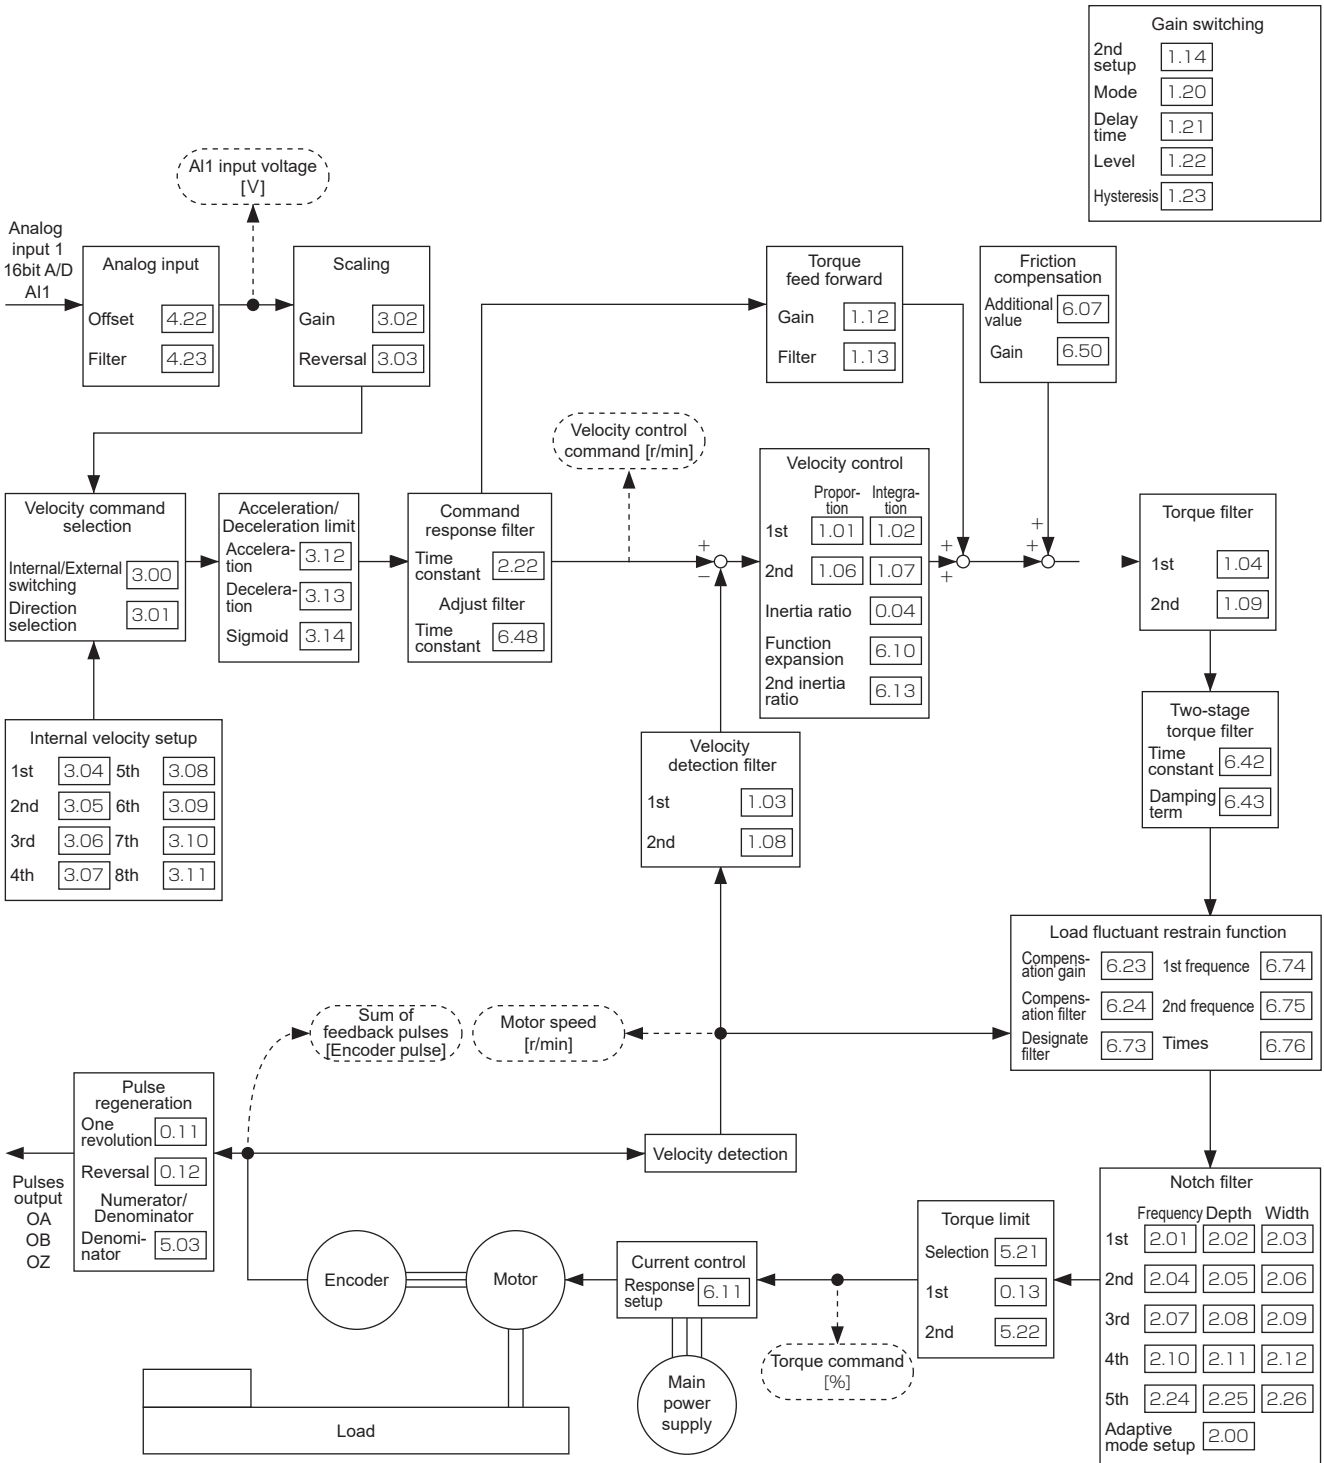 Gain switching
2nd setup 1.14
Mode 1.20
Delay time 1.21
Level 1.22
Hysteresis 1.23
AI1 input voltage
[V]
Analog
input 1
16bit A/D
AI1
Analog input
Offset 4.22
Filter 4.23
Scaling
Gain 3.02
Reversal 3.03
Torque
feed forward
Gain 1.12
Filter 1.13
Friction
compensation
Additional value 6.07
Gain 6.50
Velocity control
command [r/min]
Velocity command
selection
Internal/External
switching 3.00
Direction
selection 3.01
Acceleration/
Deceleration limit
Accelera-
tion 3.12
Decelera-
tion 3.13
Sigmoid 3.14
Command
response filter
Time
constant 2.22
Adjust filter
Time
constant 6.48
+
−
Velocity control
Propor-
tion
Integra-
tion
1st 1.01 1.02
2nd 1.06 1.07
Inertia ratio 0.04
Function
expansion 6.10
2nd inertia
ratio 6.13
+
+
+
+
Torque filter
1st 1.04
2nd 1.09
Two-stage
torque filter
Time
constant 6.42
Damping
term 6.43
Internal velocity setup
1st 3.04 5th 3.08
2nd 3.05 6th 3.09
3rd 3.06 7th 3.10
4th 3.07 8th 3.11
Velocity
detection filter
1st 1.03
2nd 1.08
Load fluctuant restrain function
Compens-
ation gain 6.23 1st frequence 6.74
Compens-
ation filter 6.24 2nd frequence 6.75
Designate
filter 6.73 Times 6.76
Sum of
feedback pulses
[Encoder pulse]
Motor speed
[r/min]
Pulse
regeneration
One
revolution 0.11
Reversal 0.12
Numerator/
Denominator
Denomi-
nator 5.03
Pulses
output
OA
OB
OZ
Velocity detection
Encoder
Motor
Load
Current control
Response
setup 6.11
Main
power
supply
Torque command
[%]
Torque limit
Selection 5.21
1st 0.13
2nd 5.22
Notch filter
Frequency Depth Width
1st 2.01 2.02 2.03
2nd 2.04 2.05 2.06
3rd 2.07 2.08 2.09
4th 2.10 2.11 2.12
5th 2.24 2.25 2.26
Adaptive
mode setup 2.00